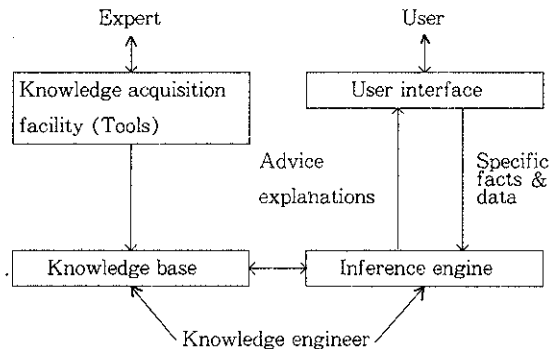 Expert
User
Knowledge acquisition
facility (Tools)
User interface
Advice
explanations
Specific
facts &
data
Knowledge base
Inference engine
Knowledge engineer